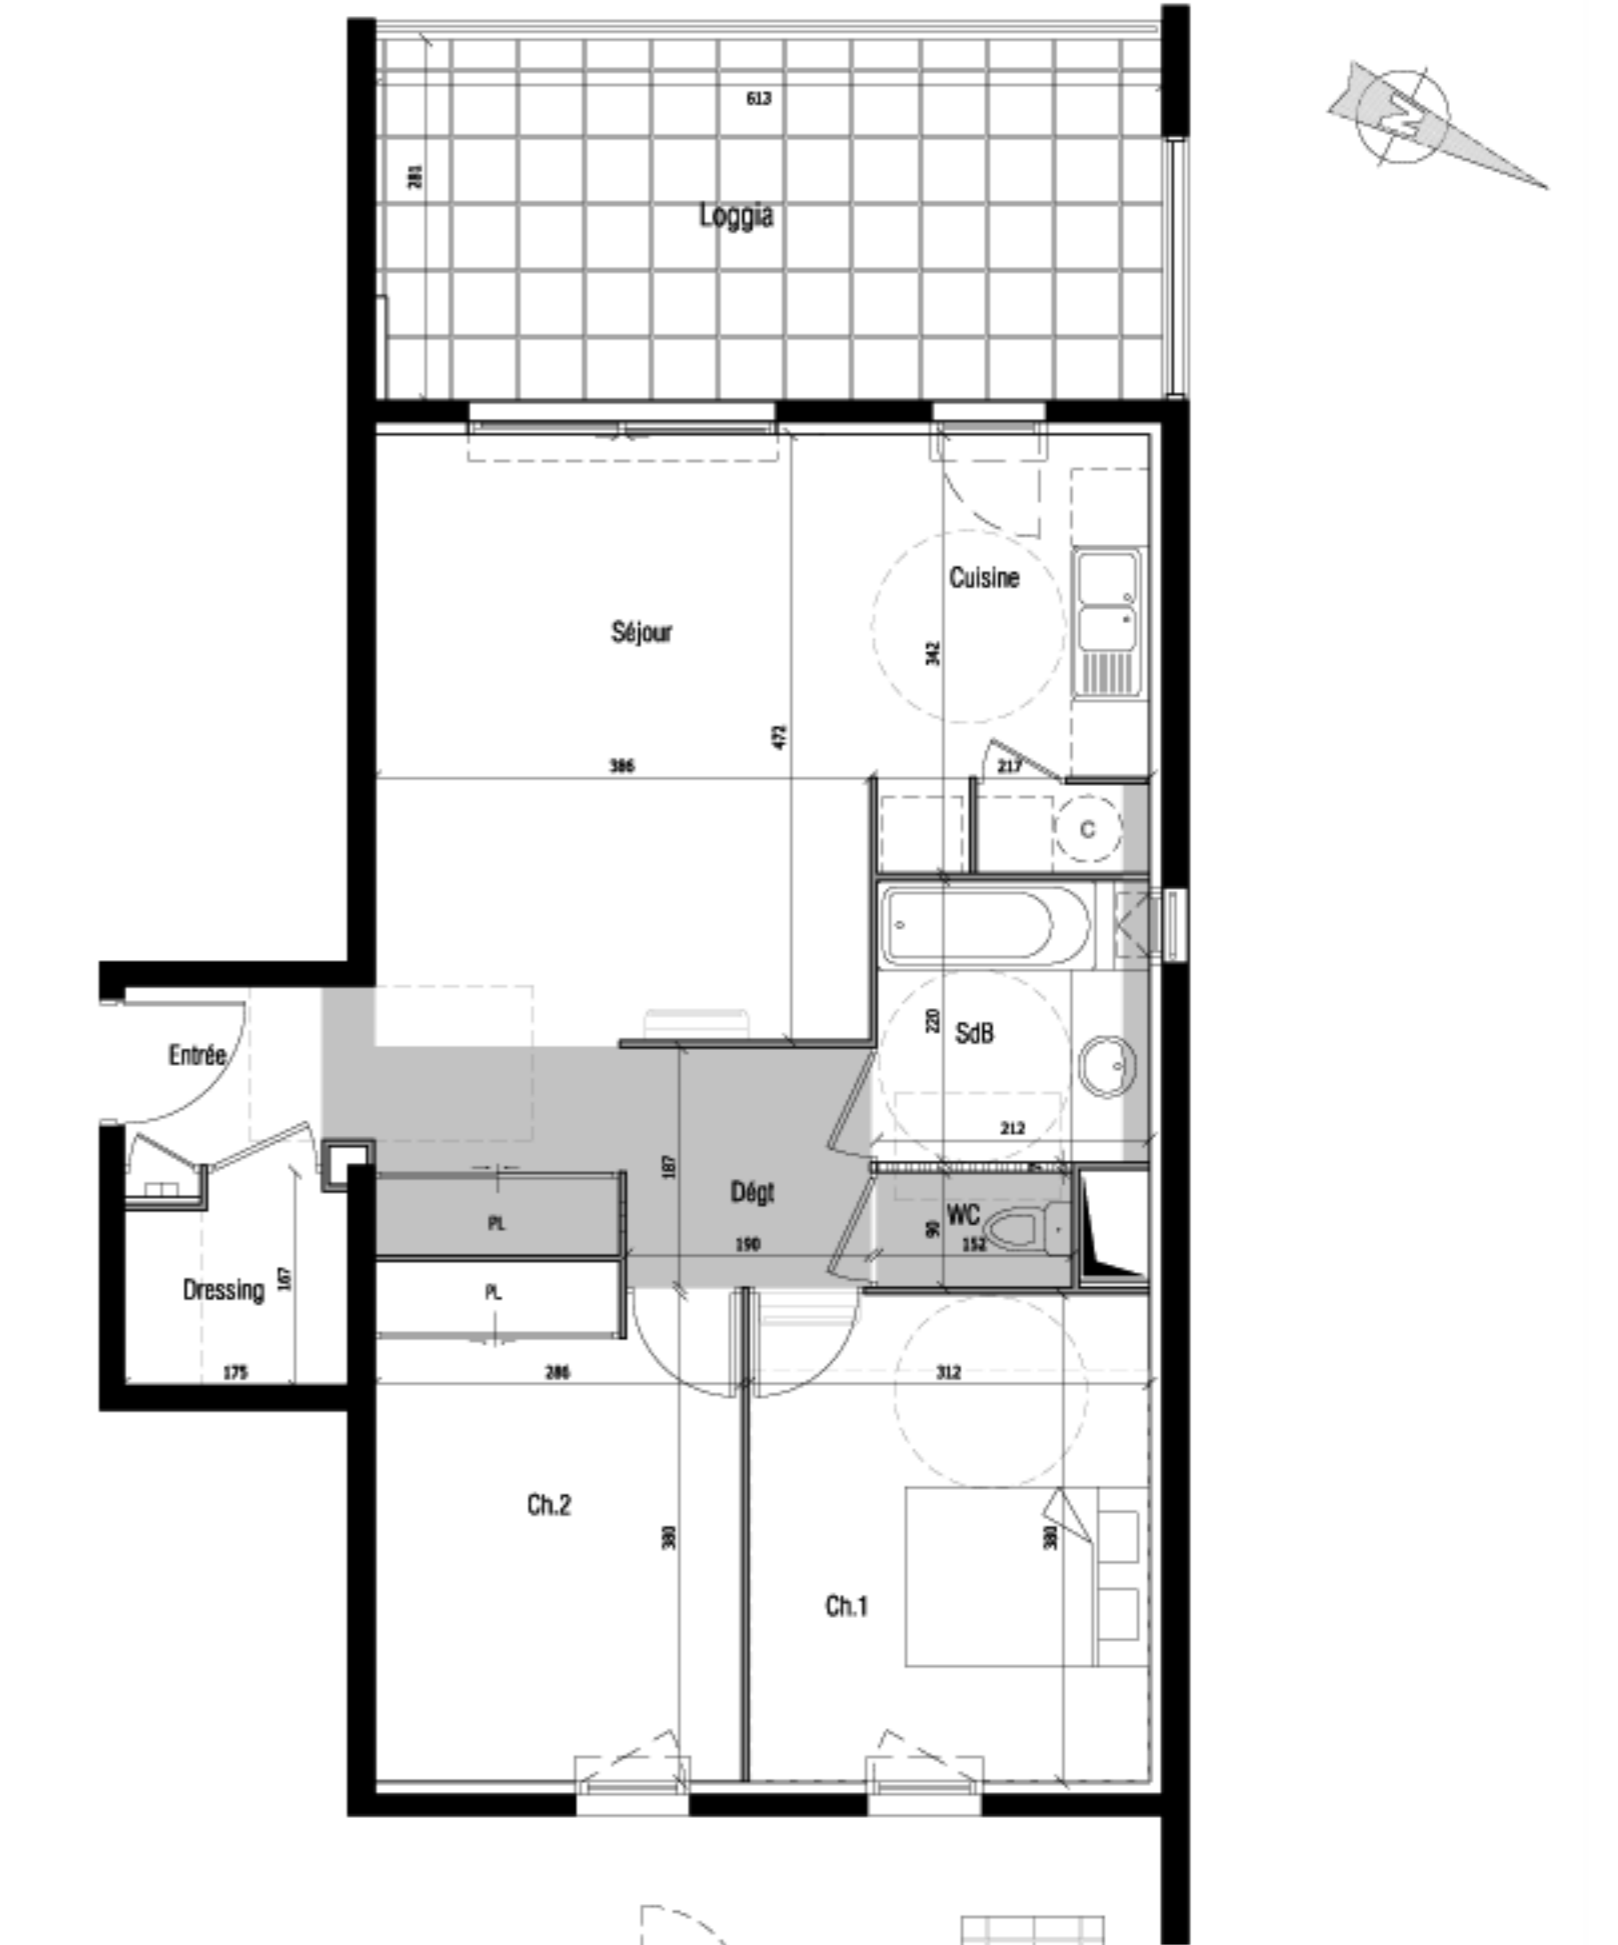 N
613
281
Loggia
Cuisine
Séjour
342
472
386
217
C
Entrée
220
SdB
212
187
Dégt
PL
WC
90
190
152
PL
Dressing
167
175
286
312
Ch.2
380
380
Ch.1